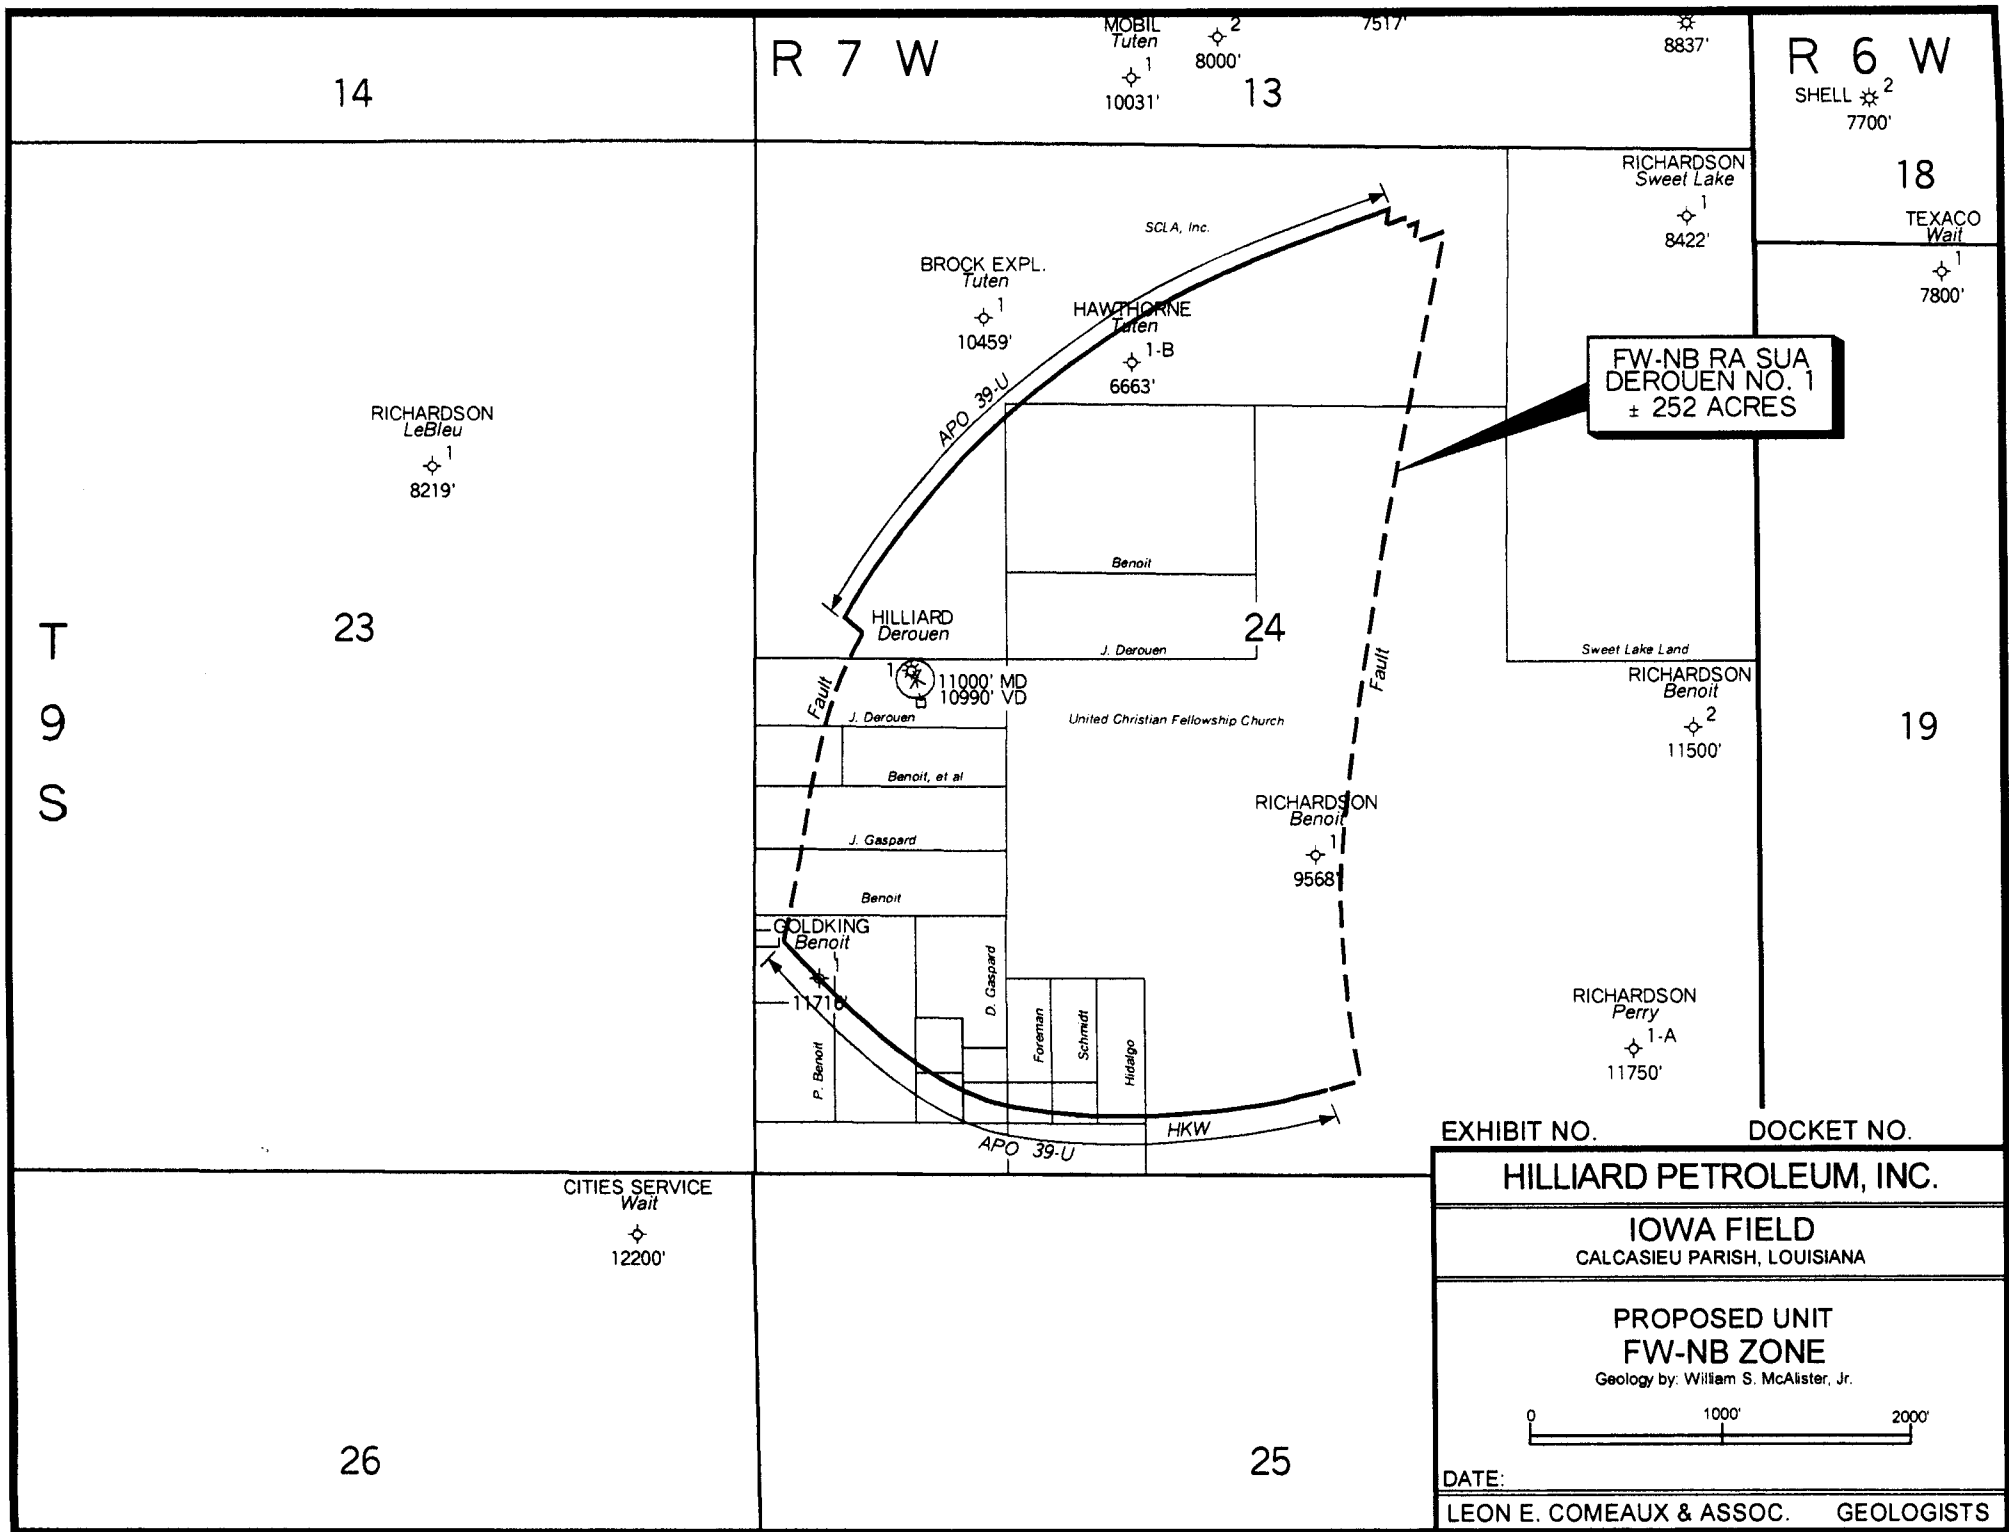 R 7 W
R 6 W
14
13
MOBIL
Tuten
1
10031'
2
8000'
7517'
8837'
SHELL
2
7700'
18
TEXACO
Wait
1
7800'
RICHARDSON
Sweet Lake
1
8422'
SCLA, Inc.
BROCK EXPL.
Tuten
1
10459'
HAWTHORNE
Tuten
1-B
6663'
APO 39-U
FW-NB RA SUA
DEROUEN NO. 1
± 252 ACRES
RICHARDSON
LeBleu
1
8219'
T
9
S
23
24
19
Benoit
HILLIARD
Derouen
1
11000' MD
10990' VD
J. Derouen
Sweet Lake Land
Fault
Fault
J. Derouen
United Christian Fellowship Church
RICHARDSON
Benoit
2
11500'
Benoit, et al
RICHARDSON
Benoit
1
9568'
J. Gaspard
Benoit
GOLDKING
Benoit
1
11716'
P. Benoit
D. Gaspard
Foreman
Schmidt
Hidalgo
RICHARDSON
Perry
1-A
11750'
APO 39-U
HKW
CITIES SERVICE
Wait
12200'
26
25
EXHIBIT NO.
DOCKET NO.
HILLIARD PETROLEUM, INC.
IOWA FIELD
CALCASIEU PARISH, LOUISIANA
PROPOSED UNIT
FW-NB ZONE
Geology by: William S. McAlister, Jr.
0 1000' 2000'
DATE:
LEON E. COMEAUX & ASSOC. GEOLOGISTS